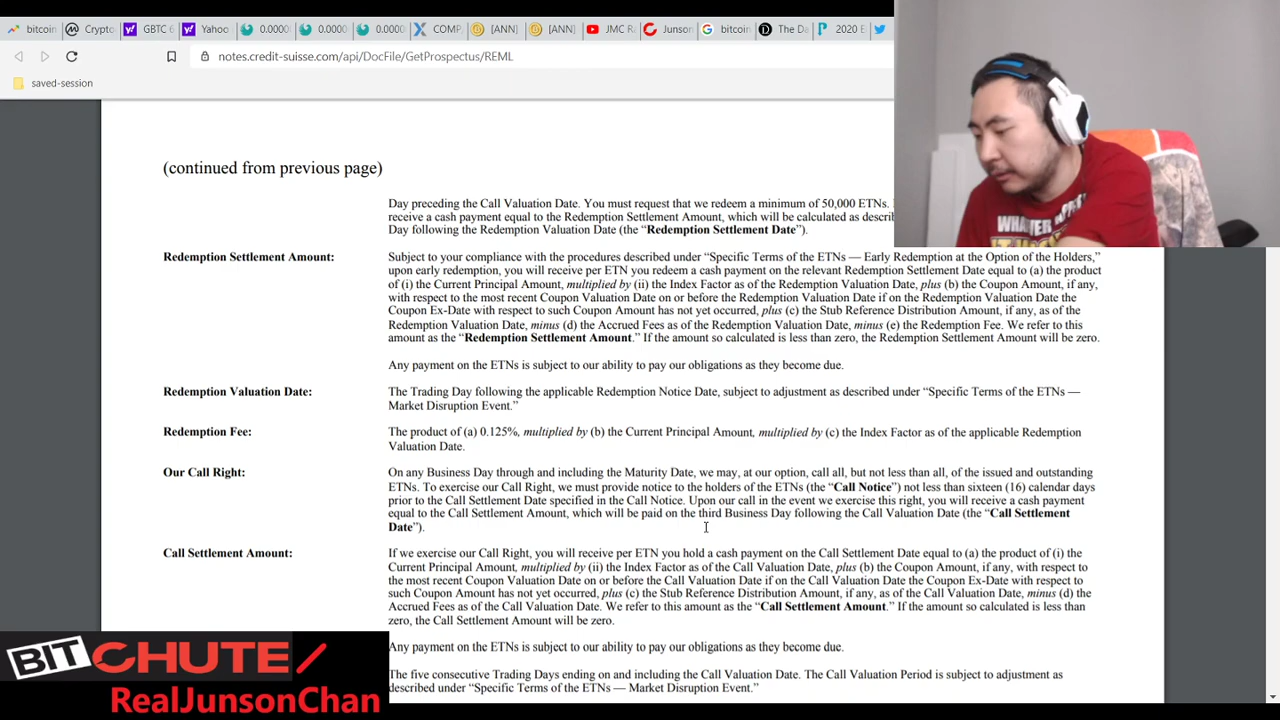 bitcoin
Crypto
GBTC 6
Yahoo
0.0000
0.0000
0.0000
COMP
[ANN]
[ANN]
JMC R
Junson
bitcoin
The Da
2020 E
notes.credit-suisse.com/api/DocFile/GetProspectus/REML
saved-session
(continued from previous page)
Day preceding the Call Valuation Date. You must request that we redeem a minimum of 50,000 ETNs.
receive a cash payment equal to the Redemption Settlement Amount, which will be calculated as descri
Day following the Redemption Valuation Date (the “Redemption Settlement Date”).
Redemption Settlement Amount: Subject to your compliance with the procedures described under “Specific Terms of the ETNs — Early Redemption at the Option of the Holders,”
upon early redemption, you will receive per ETN you redeem a cash payment on the relevant Redemption Settlement Date equal to (a) the product
of (i) the Current Principal Amount, multiplied by (ii) the Index Factor as of the Redemption Valuation Date, plus (b) the Coupon Amount, if any,
with respect to the most recent Coupon Valuation Date on or before the Redemption Valuation Date if on the Redemption Valuation Date the
Coupon Ex-Date with respect to such Coupon Amount has not yet occurred, plus (c) the Stub Reference Distribution Amount, if any, as of the
Redemption Valuation Date, minus (d) the Accrued Fees as of the Redemption Valuation Date, minus (e) the Redemption Fee. We refer to this
amount as the “Redemption Settlement Amount.” If the amount so calculated is less than zero, the Redemption Settlement Amount will be zero.
Any payment on the ETNs is subject to our ability to pay our obligations as they become due.
Redemption Valuation Date: The Trading Day following the applicable Redemption Notice Date, subject to adjustment as described under “Specific Terms of the ETNs —
Market Disruption Event.”
Redemption Fee: The product of (a) 0.125%, multiplied by (b) the Current Principal Amount, multiplied by (c) the Index Factor as of the applicable Redemption
Valuation Date.
Our Call Right: On any Business Day through and including the Maturity Date, we may, at our option, call all, but not less than all, of the issued and outstanding
ETNs. To exercise our Call Right, we must provide notice to the holders of the ETNs (the “Call Notice”) not less than sixteen (16) calendar days
prior to the Call Settlement Date specified in the Call Notice. Upon our call in the event we exercise this right, you will receive a cash payment
equal to the Call Settlement Amount, which will be paid on the third Business Day following the Call Valuation Date (the “Call Settlement
Date”).
Call Settlement Amount: If we exercise our Call Right, you will receive per ETN you hold a cash payment on the Call Settlement Date equal to (a) the product of (i) the
Current Principal Amount, multiplied by (ii) the Index Factor as of the Call Valuation Date, plus (b) the Coupon Amount, if any, with respect to
the most recent Coupon Valuation Date on or before the Call Valuation Date if on the Call Valuation Date the Coupon Ex-Date with respect to
such Coupon Amount has not yet occurred, plus (c) the Stub Reference Distribution Amount, if any, as of the Call Valuation Date, minus (d) the
Accrued Fees as of the Call Valuation Date. We refer to this amount as the “Call Settlement Amount.” If the amount so calculated is less than
zero, the Call Settlement Amount will be zero.
Any payment on the ETNs is subject to our ability to pay our obligations as they become due.
The five consecutive Trading Days ending on and including the Call Valuation Date. The Call Valuation Period is subject to adjustment as
described under “Specific Terms of the ETNs — Market Disruption Event.”
BITCHUTE/
RealJunsonChan